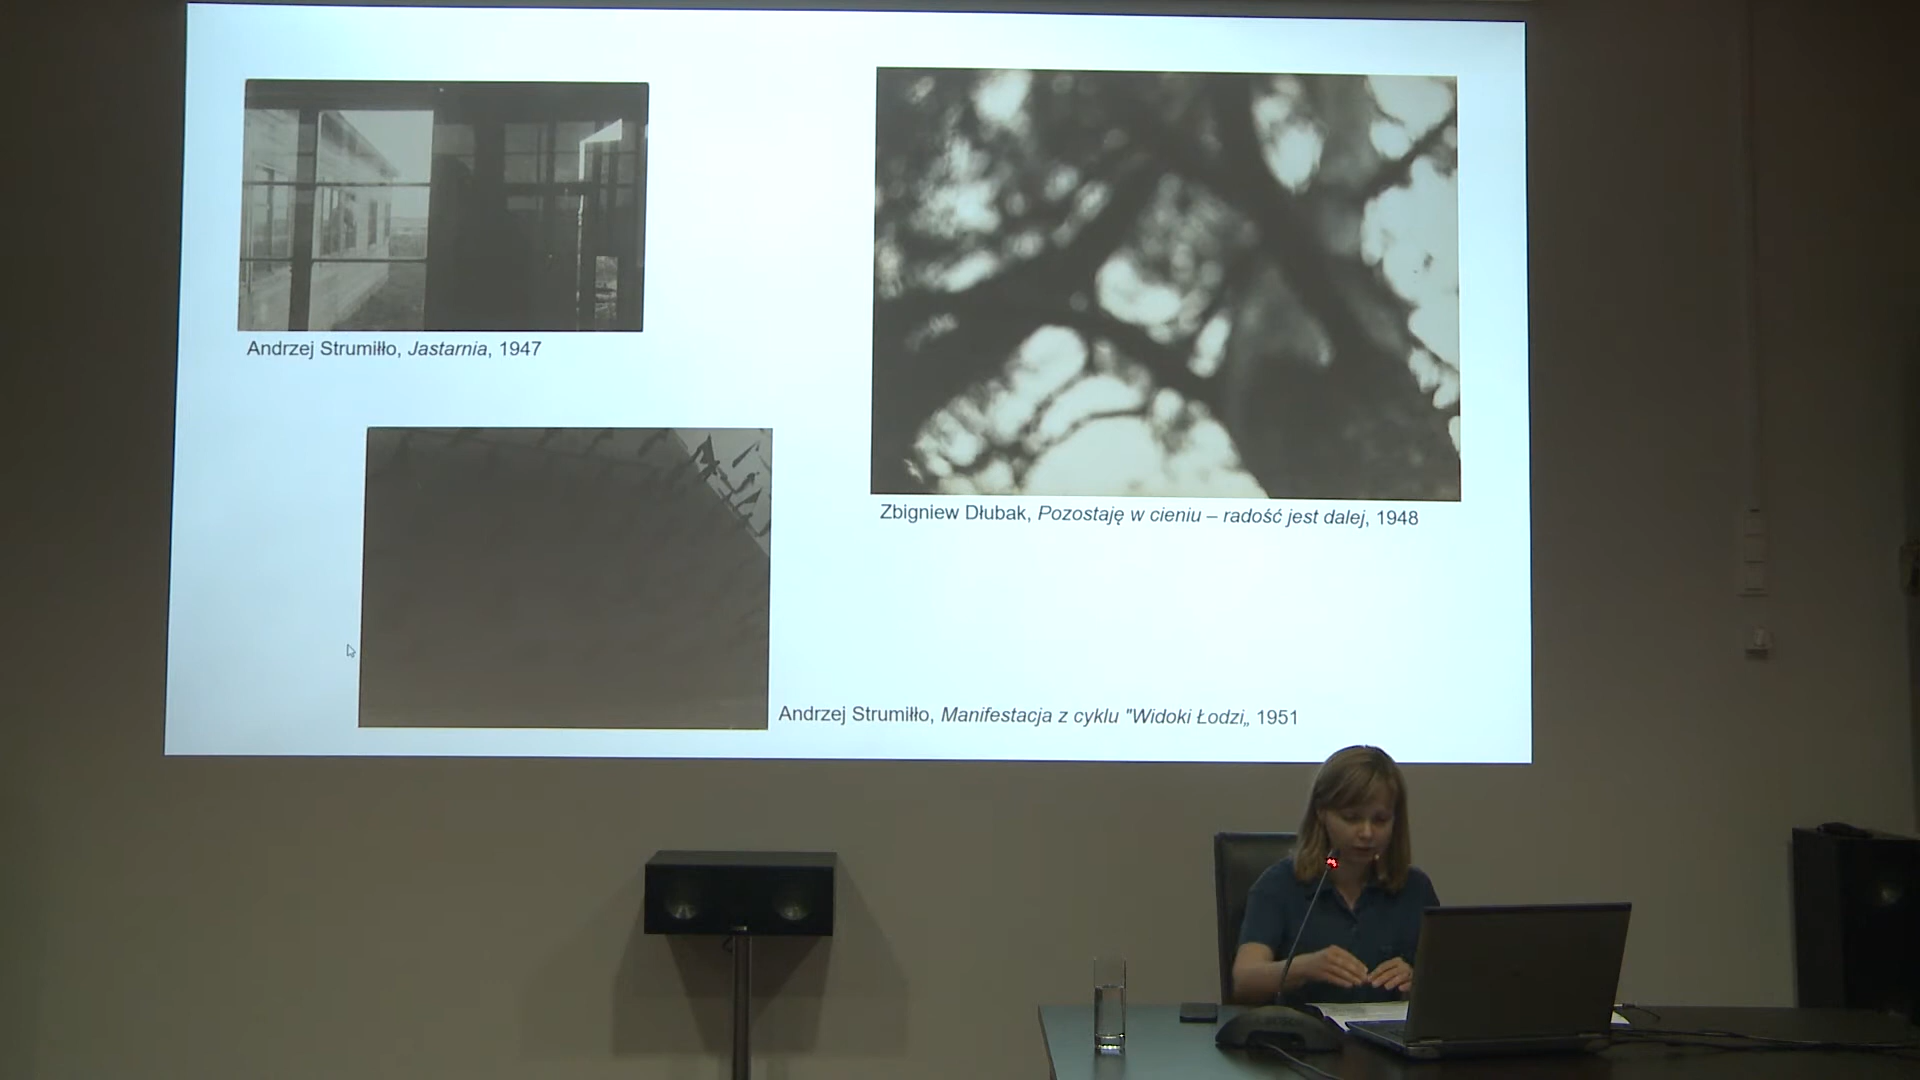 Andrzej Strumiłło, Jastarnia, 1947
Zbigniew Dłubak, Pozostaję w cieniu – radość jest dalej, 1948
Andrzej Strumiłło, Manifestacja z cyklu "Widoki Łodzi„ 1951